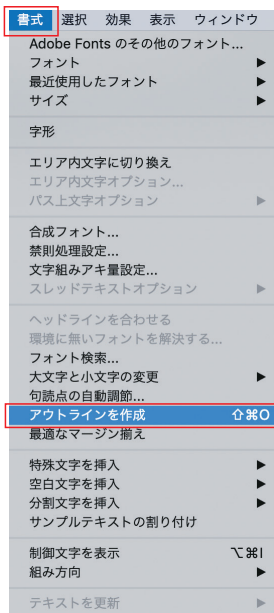 書式 選択 効果 表示 ウィンドウ
Adobe Fonts のその他のフォント...
フォント ▶
最近使用したフォント ▶
サイズ ▶
字形
エリア内文字に切り換え
エリア内文字オプション...
パス上文字オプション ▶
合成フォント...
禁則処理設定...
文字組みアキ量設定...
スレッドテキストオプション ▶
ヘッドラインを合わせる
環境に無いフォントを解決する...
フォント検索...
大文字と小文字の変更 ▶
句読点の自動調節...
アウトラインを作成 ⇧⌘O
最適なマージン揃え
特殊文字を挿入 ▶
空白文字を挿入 ▶
分割文字を挿入 ▶
サンプルテキストの割り付け
制御文字を表示 ⌥⌘I
組み方向 ▶
テキストを更新 ▶